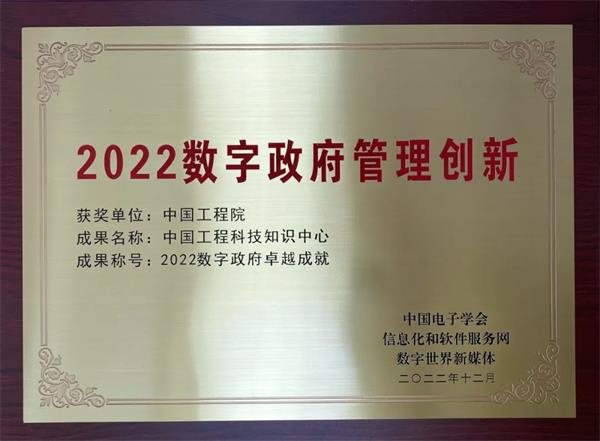 2022数字政府管理创新
获奖单位：中国工程院
成果名称：中国工程科技知识中心
成果称号：2022数字政府卓越成就
中国电子学会
信息化和软件服务网
数字世界新媒体
二〇二二年十二月